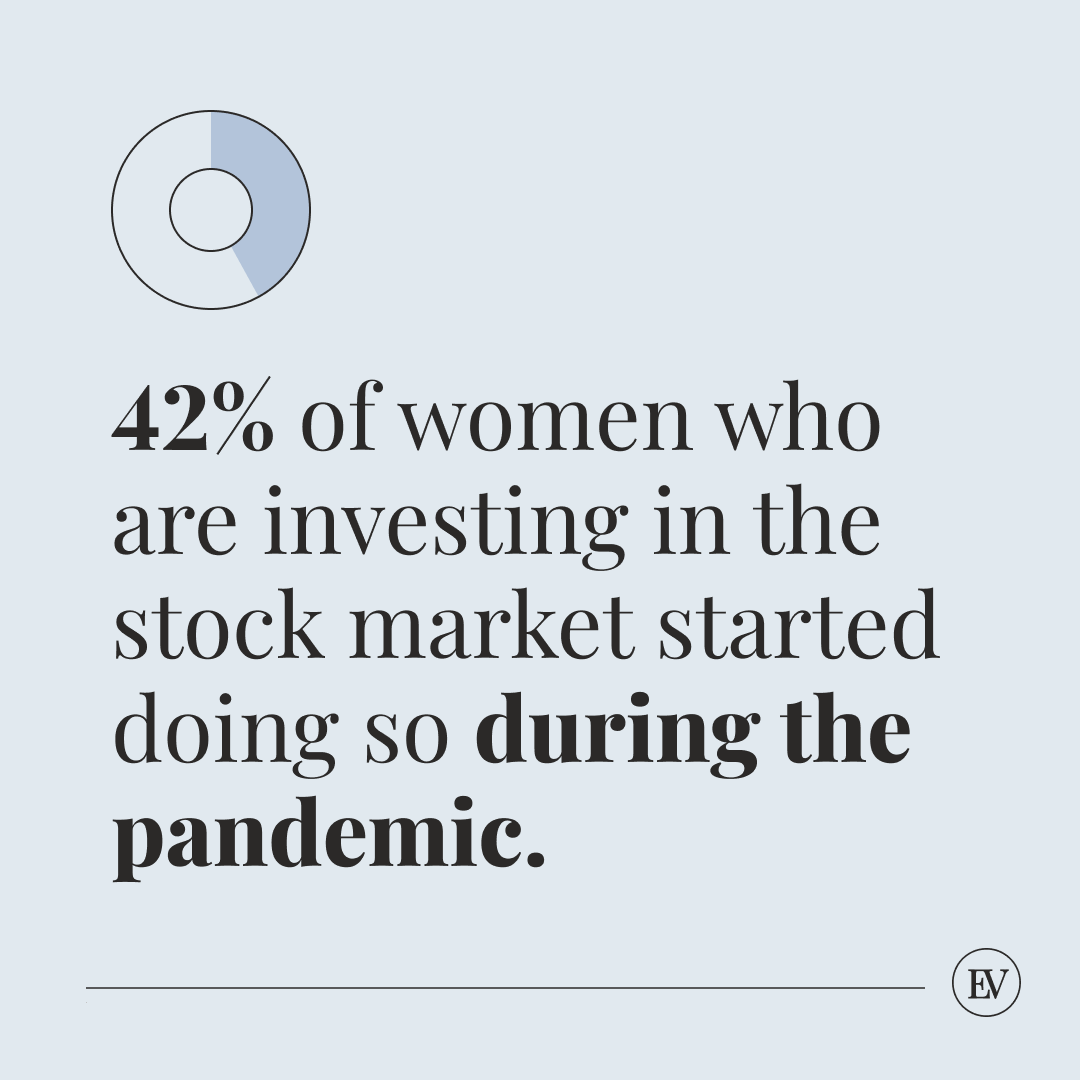 42% of women who
are investing in the
stock market started
doing so during the
pandemic.
EV